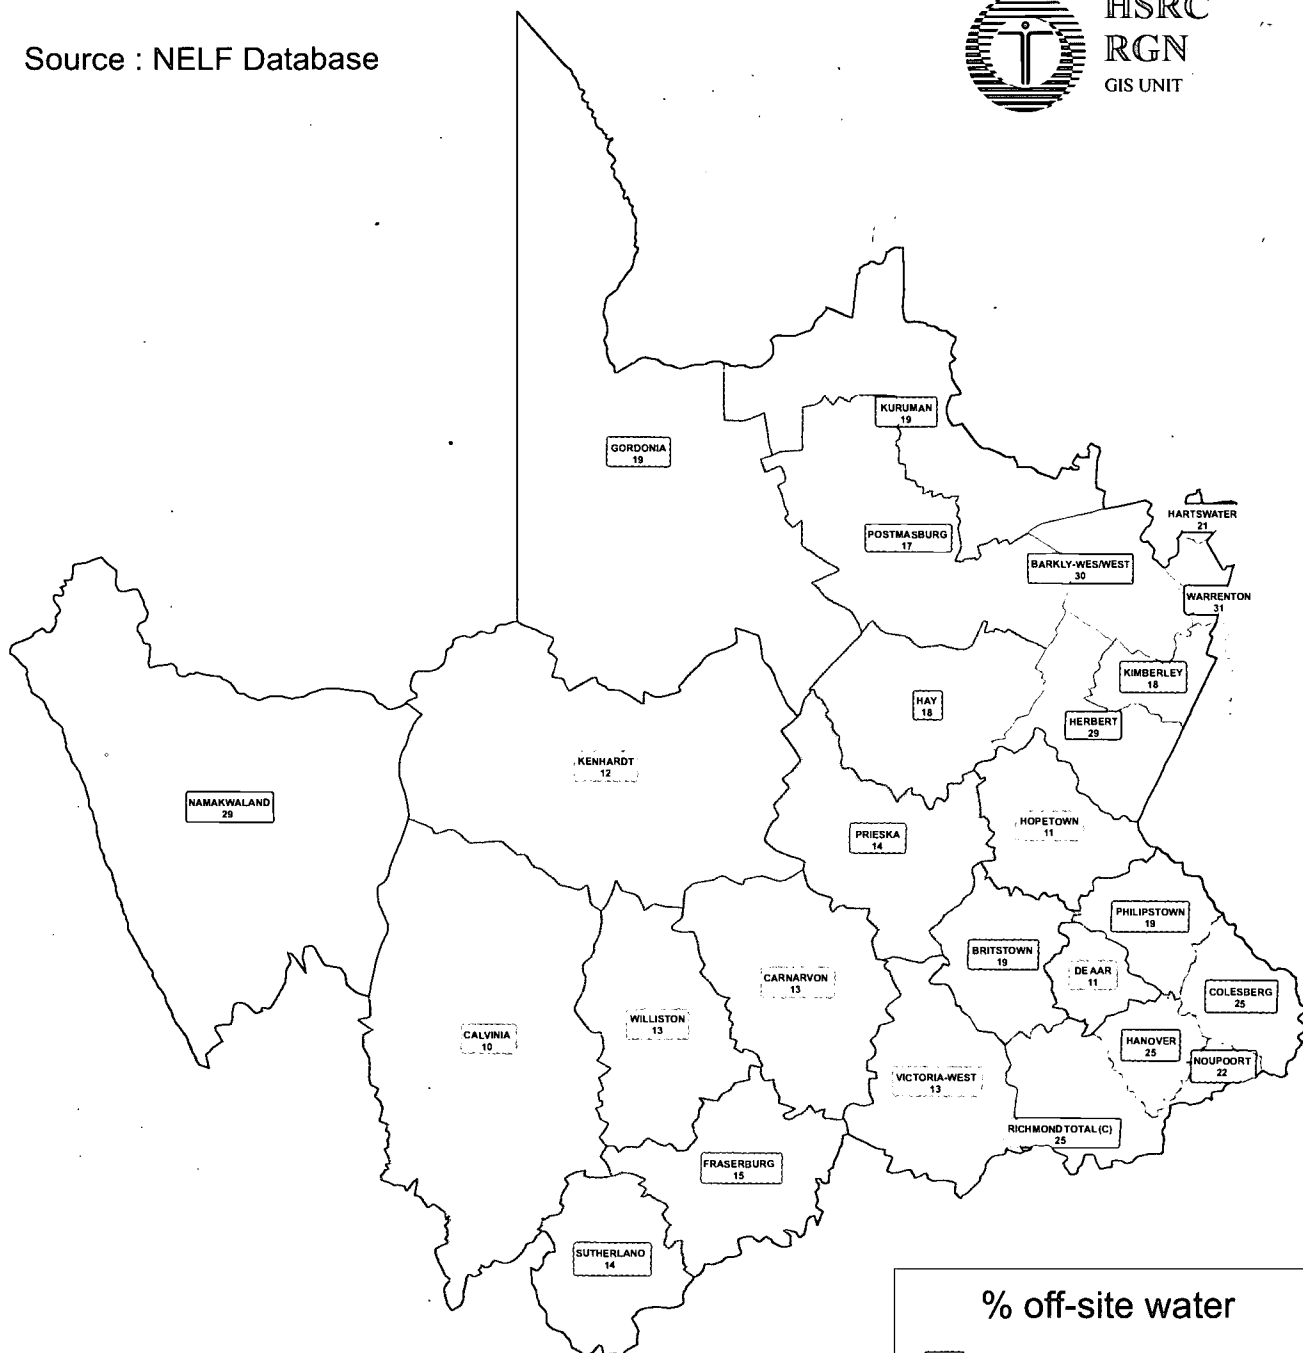 Source : NELF Database
HSRC
RGN
GIS UNIT
KURUMAN
19
GORDONIA
19
HARTSWATER
21
POSTMASBURG
17
BARKLY-WES/WEST
30
WARRENTON
31
KIMBERLEY
18
HAY
18
HERBERT
29
KENHARDT
12
NAMAKWALAND
29
HOPETOWN
11
PRIESKA
14
PHILIPSTOWN
19
BRITSTOWN
19
DE AAR
11
CARNARVON
13
COLESBERG
25
WILLISTON
13
CALVINIA
10
HANOVER
25
NOUPOORT
22
VICTORIA-WEST
13
RICHMOND TOTAL (C)
25
FRASERBURG
15
SUTHERLAND
14
% off-site water